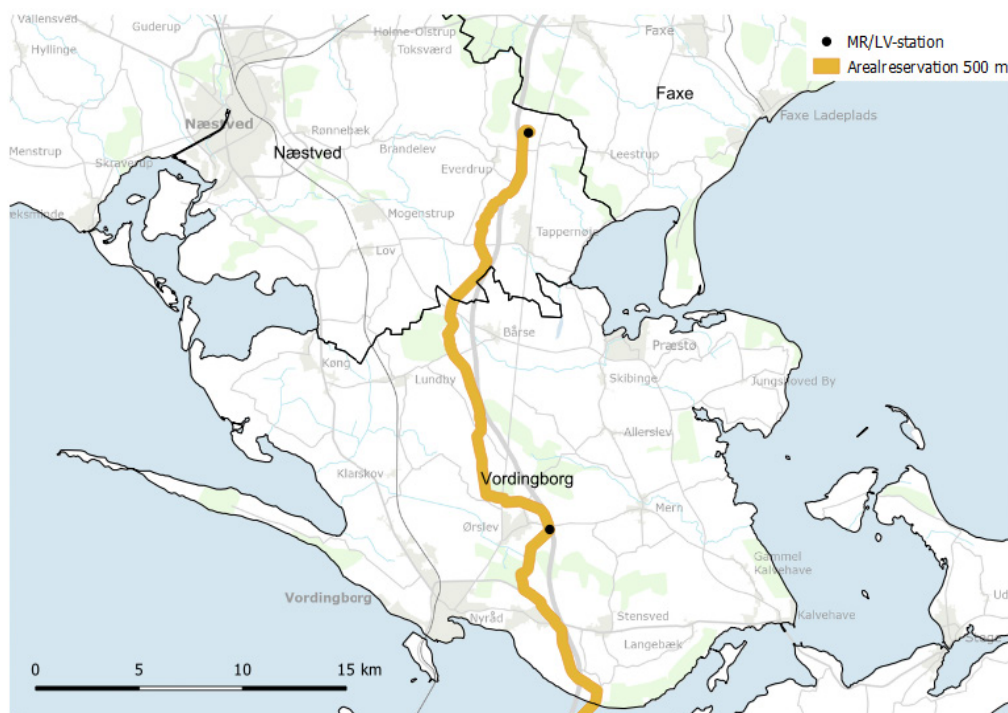 Vallensved
Guderup
Holme-Olstrup
Toksværd
Hyllinge
Faxe
MR/LV-station
Arealreservation 500 m
Faxe
Faxe Ladeplads
Næstved
Næstved
Rønnebæk
Brandelev
Menstrup
Skraverup
Everdrup
Leestrup
Mogenstrup
Tappernøje
Lov
Bårse
Præstø
Køng
Lundby
Skibinge
Jungshoved By
Allerslev
Klarskov
Vordingborg
Mern
Ørslev
Gammel
Kalvehave
Vordingborg
Nyråd
Stensved
Kalvehave
Langebæk
0 5 10 15 km